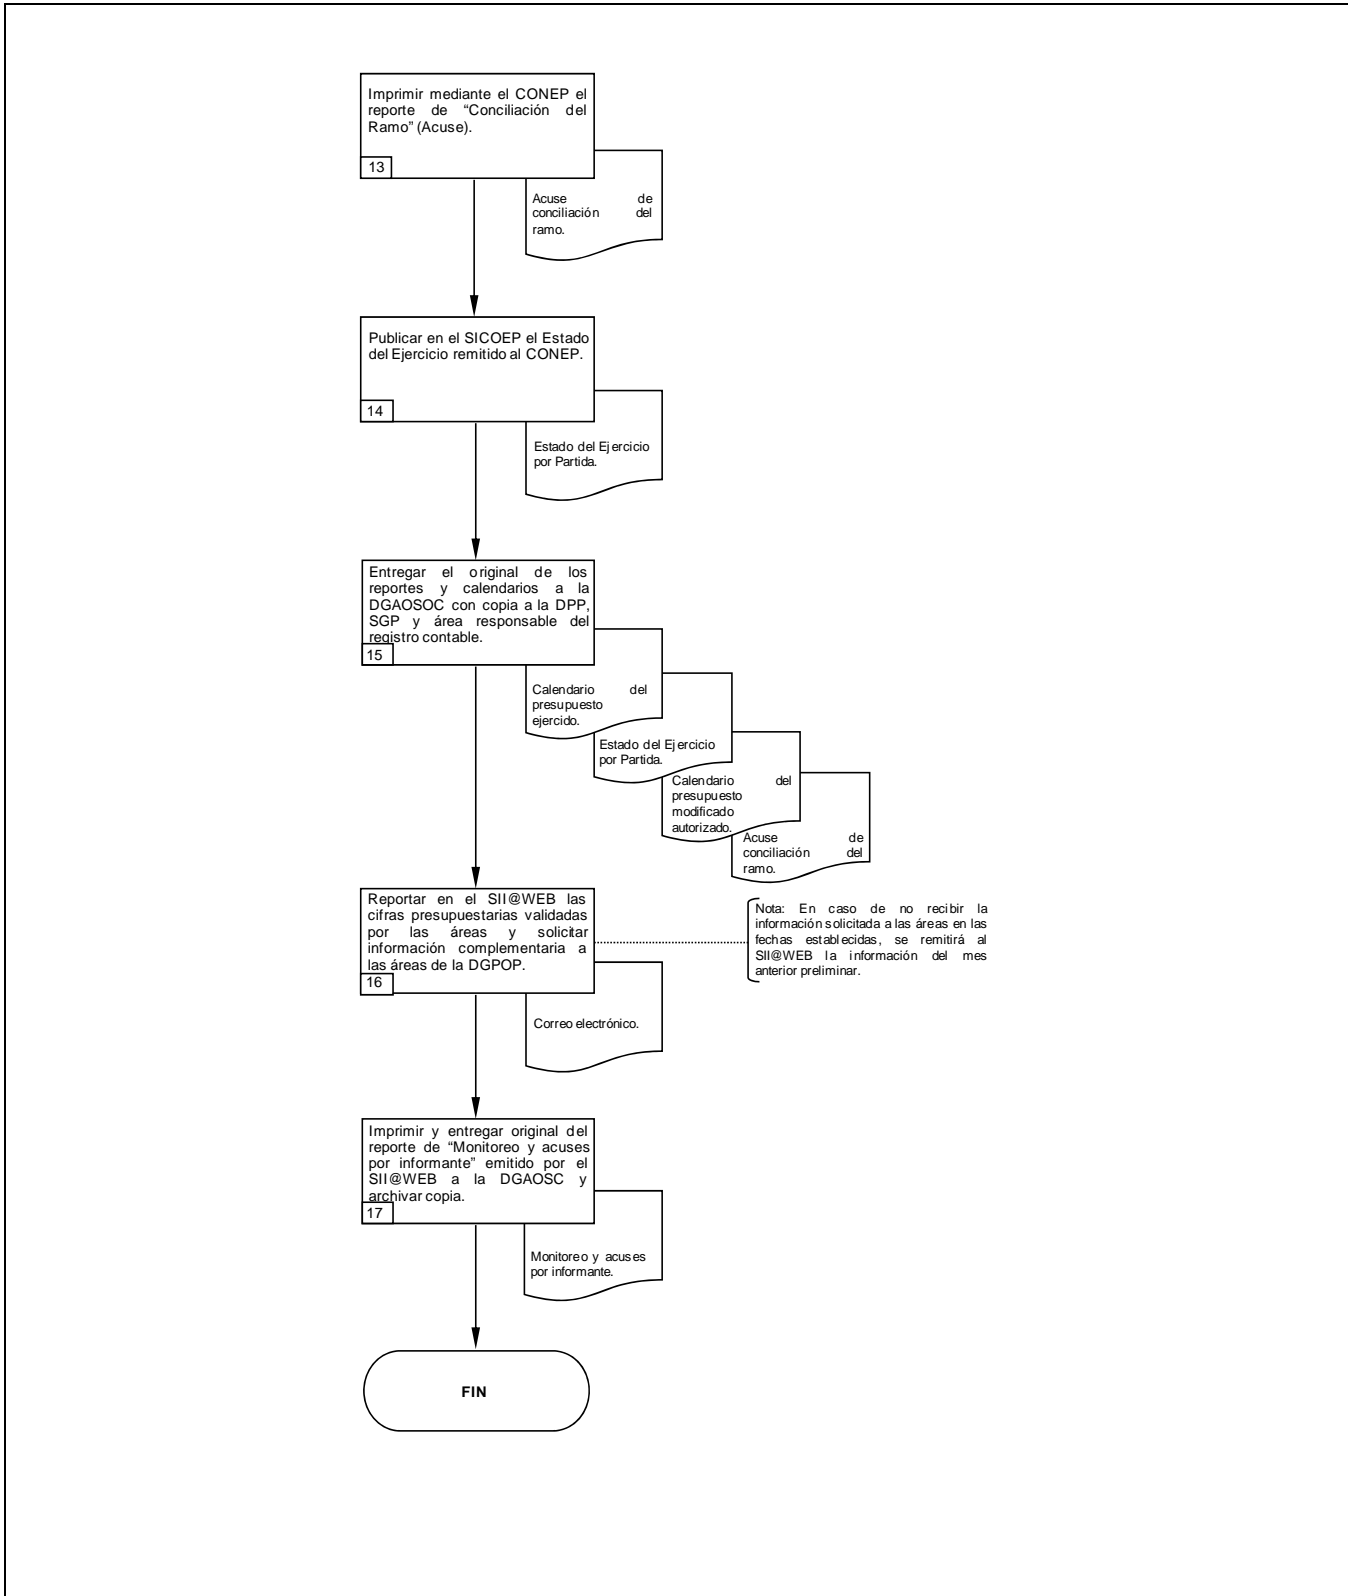 Imprimir mediante el CONEP el
reporte de “Conciliación del
Ramo” (Acuse).
13
Acuse de
conciliación del
ramo.
Publicar en el SICOEP el Estado
del Ejercicio remitido al CONEP.
14
Estado del Ejercicio
por Partida.
Entregar el original de los
reportes y calendarios a la
DGAOSOC con copia a la DPP,
SGP y área responsable del
registro contable.
15
Calendario del
presupuesto
ejercido.
Estado del Ejercicio
por Partida.
Calendario del
presupuesto
modificado
autorizado.
Acuse de
conciliación del
ramo.
Reportar en el SII@WEB las
cifras presupuestarias validadas
por las áreas y solicitar
información complementaria a
las áreas de la DGPOP.
16
Nota: En caso de no recibir la
información solicitada a las áreas en las
fechas establecidas, se remitirá al
SII@WEB la información del mes
anterior preliminar.
Correo electrónico.
Imprimir y entregar original del
reporte de “Monitoreo y acuses
por informante” emitido por el
SII@WEB a la DGAOSC y
archivar copia.
17
Monitoreo y acuses
por informante.
FIN